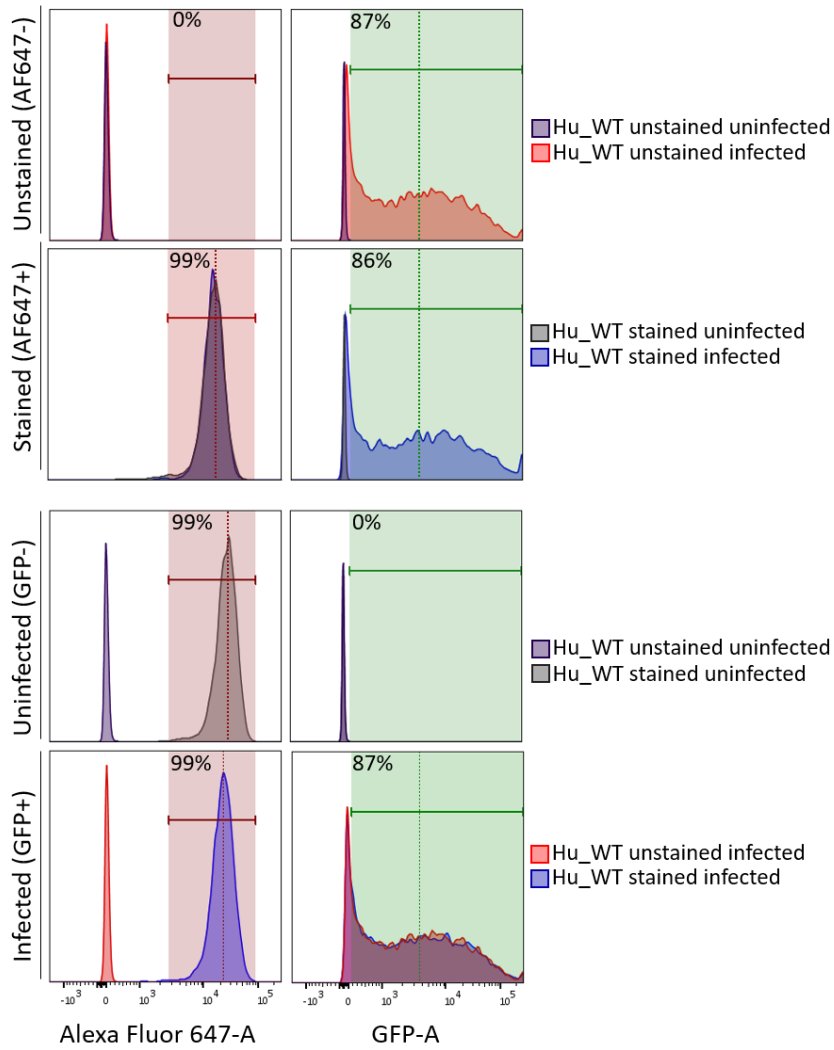 Unstained (AF647-)
0%
87%
Hu_WT unstained uninfected
Hu_WT unstained infected
Stained (AF647+)
99%
86%
Hu_WT stained uninfected
Hu_WT stained infected
Uninfected (GFP-)
99%
0%
Hu_WT unstained uninfected
Hu_WT stained uninfected
Infected (GFP+)
99%
87%
Hu_WT unstained infected
Hu_WT stained infected
-10³ 0 10³ 10⁴ 10⁵
-10³ 0 10³ 10⁴ 10⁵
Alexa Fluor 647-A
GFP-A